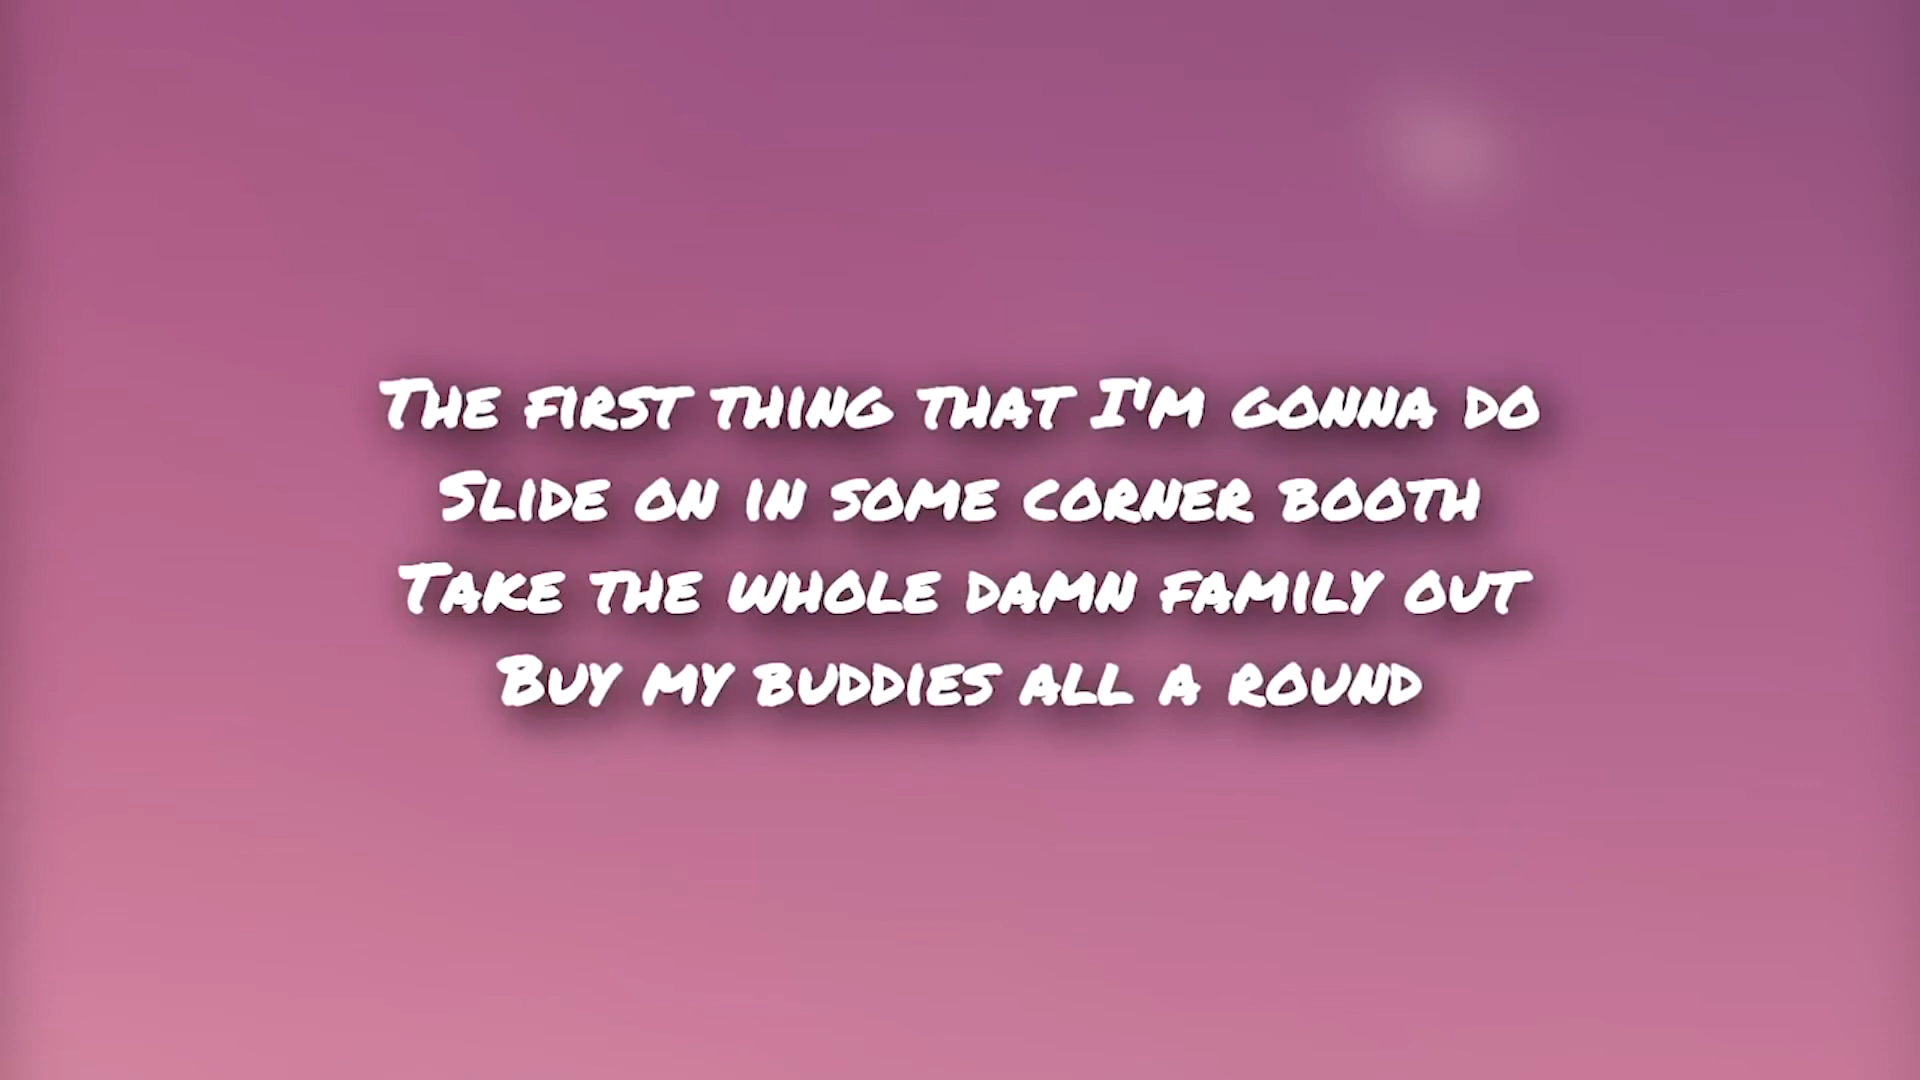 The first thing that I'm gonna do
Slide on in some corner booth
Take the whole damn family out
Buy my buddies all a round